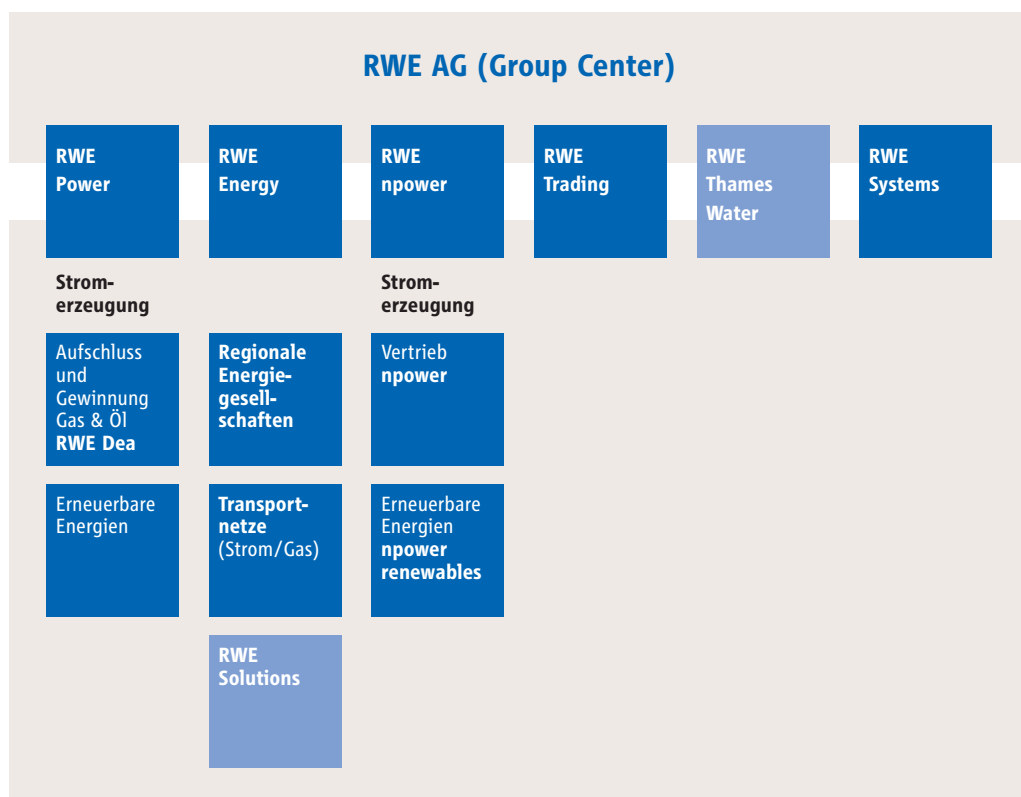 RWE AG (Group Center)
RWE
Power
RWE
Energy
RWE
npower
RWE
Trading
RWE
Thames
Water
RWE
Systems
Strom-
erzeugung
Strom-
erzeugung
Aufschluss
und
Gewinnung
Gas & Öl
RWE Dea
Regionale
Energie-
gesell-
schaften
Vertrieb
npower
Erneuerbare
Energien
Transport-
netze
(Strom/Gas)
Erneuerbare
Energien
npower
renewables
RWE
Solutions